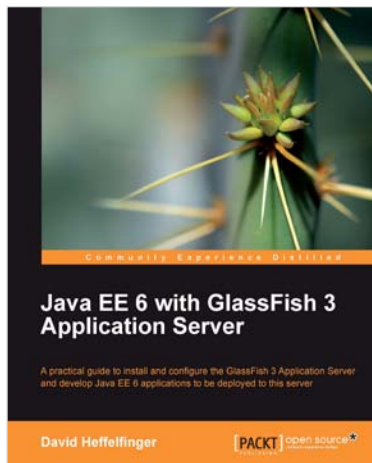 Community Experience Distilled
Java EE 6 with GlassFish 3
Application Server
A practical guide to install and configure the GlassFish 3 Application Server
and develop Java EE 6 applications to be deployed to this server
David Heffelfinger
[PACKT] open source*
PUBLISHING